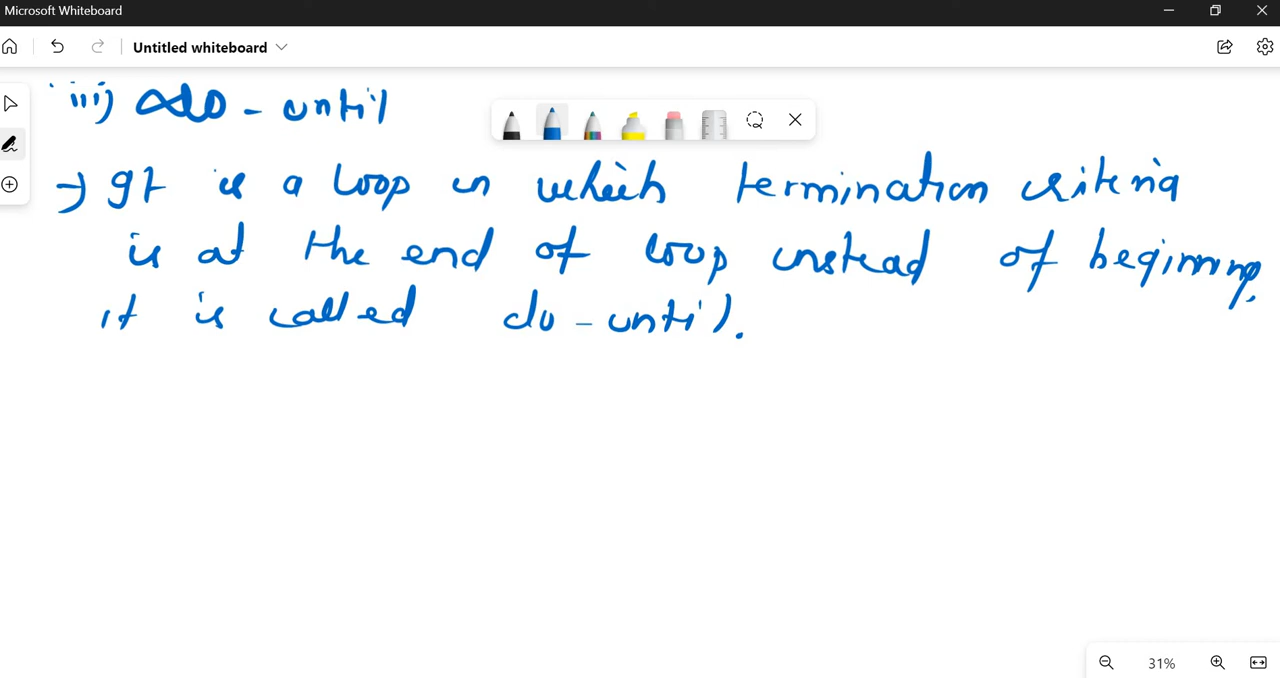 Microsoft Whiteboard
Untitled whiteboard
iii) do - until
→ It is a loop in which termination criteria
is at the end of loop instead of beginning,
it is called do - until.
31%